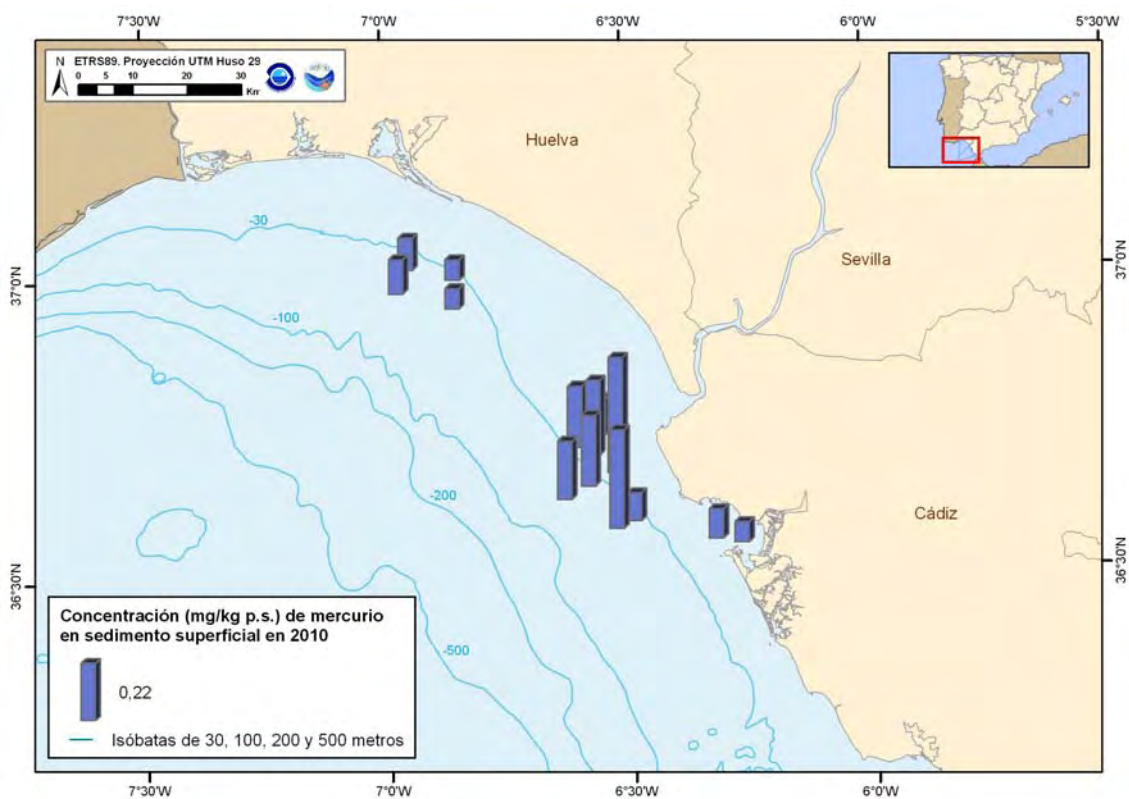 7°30'W 7°0'W 6°30'W 6°0'W 5°30'W
N ETRS89. Proyección UTM Huso 29
0 5 10 20 30
Km
Huelva
Sevilla
Cádiz
-30
-100
-200
-500
37°0'N
37°0'N
36°30'N
36°30'N
Concentración (mg/kg p.s.) de mercurio
en sedimento superficial en 2010
0,22
Isóbatas de 30, 100, 200 y 500 metros
7°30'W 7°0'W 6°30'W 6°0'W